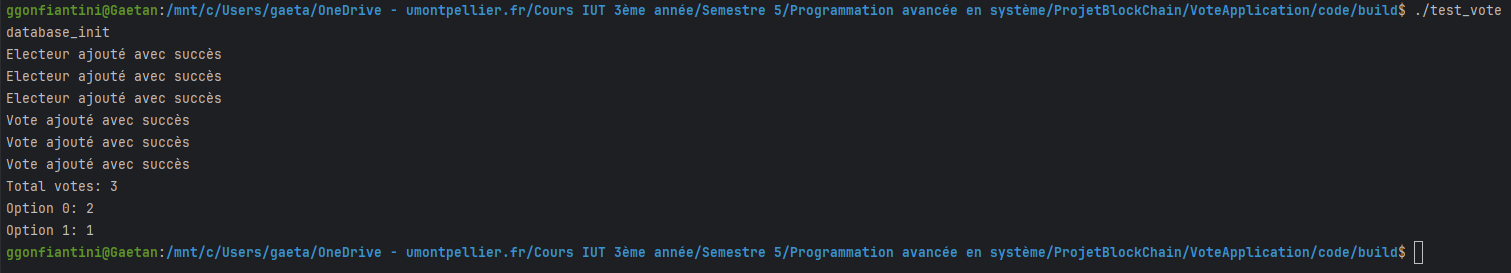 ggonfiantini@Gaetan:/mnt/c/Users/gaeta/OneDrive - umontpellier.fr/Cours IUT 3ème année/Semestre 5/Programmation avancée en système/ProjetBlockChain/VoteApplication/code/build$ ./test_vote
database_init
Electeur ajouté avec succès
Electeur ajouté avec succès
Electeur ajouté avec succès
Vote ajouté avec succès
Vote ajouté avec succès
Vote ajouté avec succès
Total votes: 3
Option 0: 2
Option 1: 1
ggonfiantini@Gaetan:/mnt/c/Users/gaeta/OneDrive - umontpellier.fr/Cours IUT 3ème année/Semestre 5/Programmation avancée en système/ProjetBlockChain/VoteApplication/code/build$